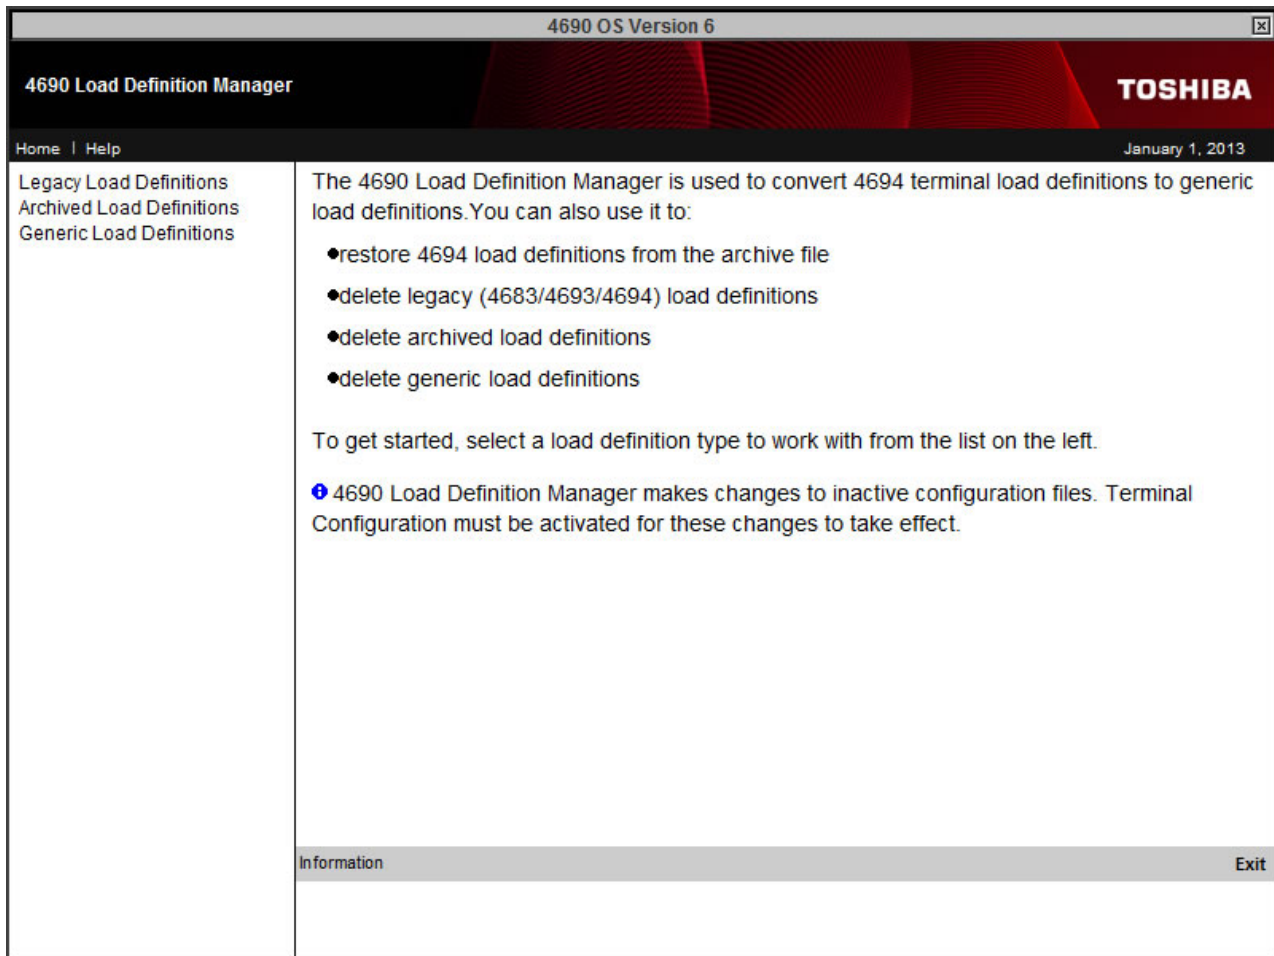 4690 OS Version 6
4690 Load Definition Manager
TOSHIBA
Home | Help
January 1, 2013
Legacy Load Definitions
Archived Load Definitions
Generic Load Definitions
The 4690 Load Definition Manager is used to convert 4694 terminal load definitions to generic
load definitions.You can also use it to:
●restore 4694 load definitions from the archive file
●delete legacy (4683/4693/4694) load definitions
●delete archived load definitions
●delete generic load definitions
To get started, select a load definition type to work with from the list on the left.
4690 Load Definition Manager makes changes to inactive configuration files. Terminal
Configuration must be activated for these changes to take effect.
Information
Exit